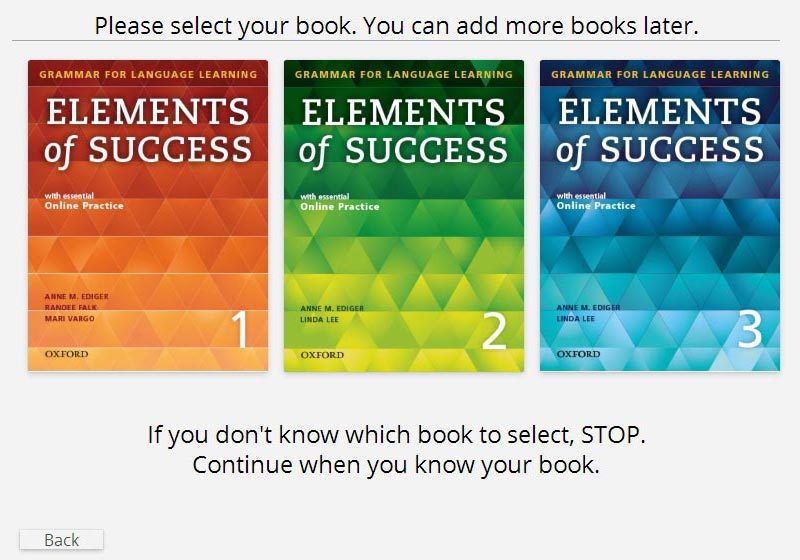 Please select your book. You can add more books later.
GRAMMAR FOR LANGUAGE LEARNING
ELEMENTS
of SUCCESS
with essential
Online Practice
ANNE M. EDIGER
RANDEE FALK
MARI VARGO
1
OXFORD
GRAMMAR FOR LANGUAGE LEARNING
ELEMENTS
of SUCCESS
with essential
Online Practice
ANNE M. EDIGER
LINDA LEE
2
OXFORD
GRAMMAR FOR LANGUAGE LEARNING
ELEMENTS
of SUCCESS
with essential
Online Practice
ANNE M. EDIGER
LINDA LEE
3
OXFORD
If you don't know which book to select, STOP.
Continue when you know your book.
Back